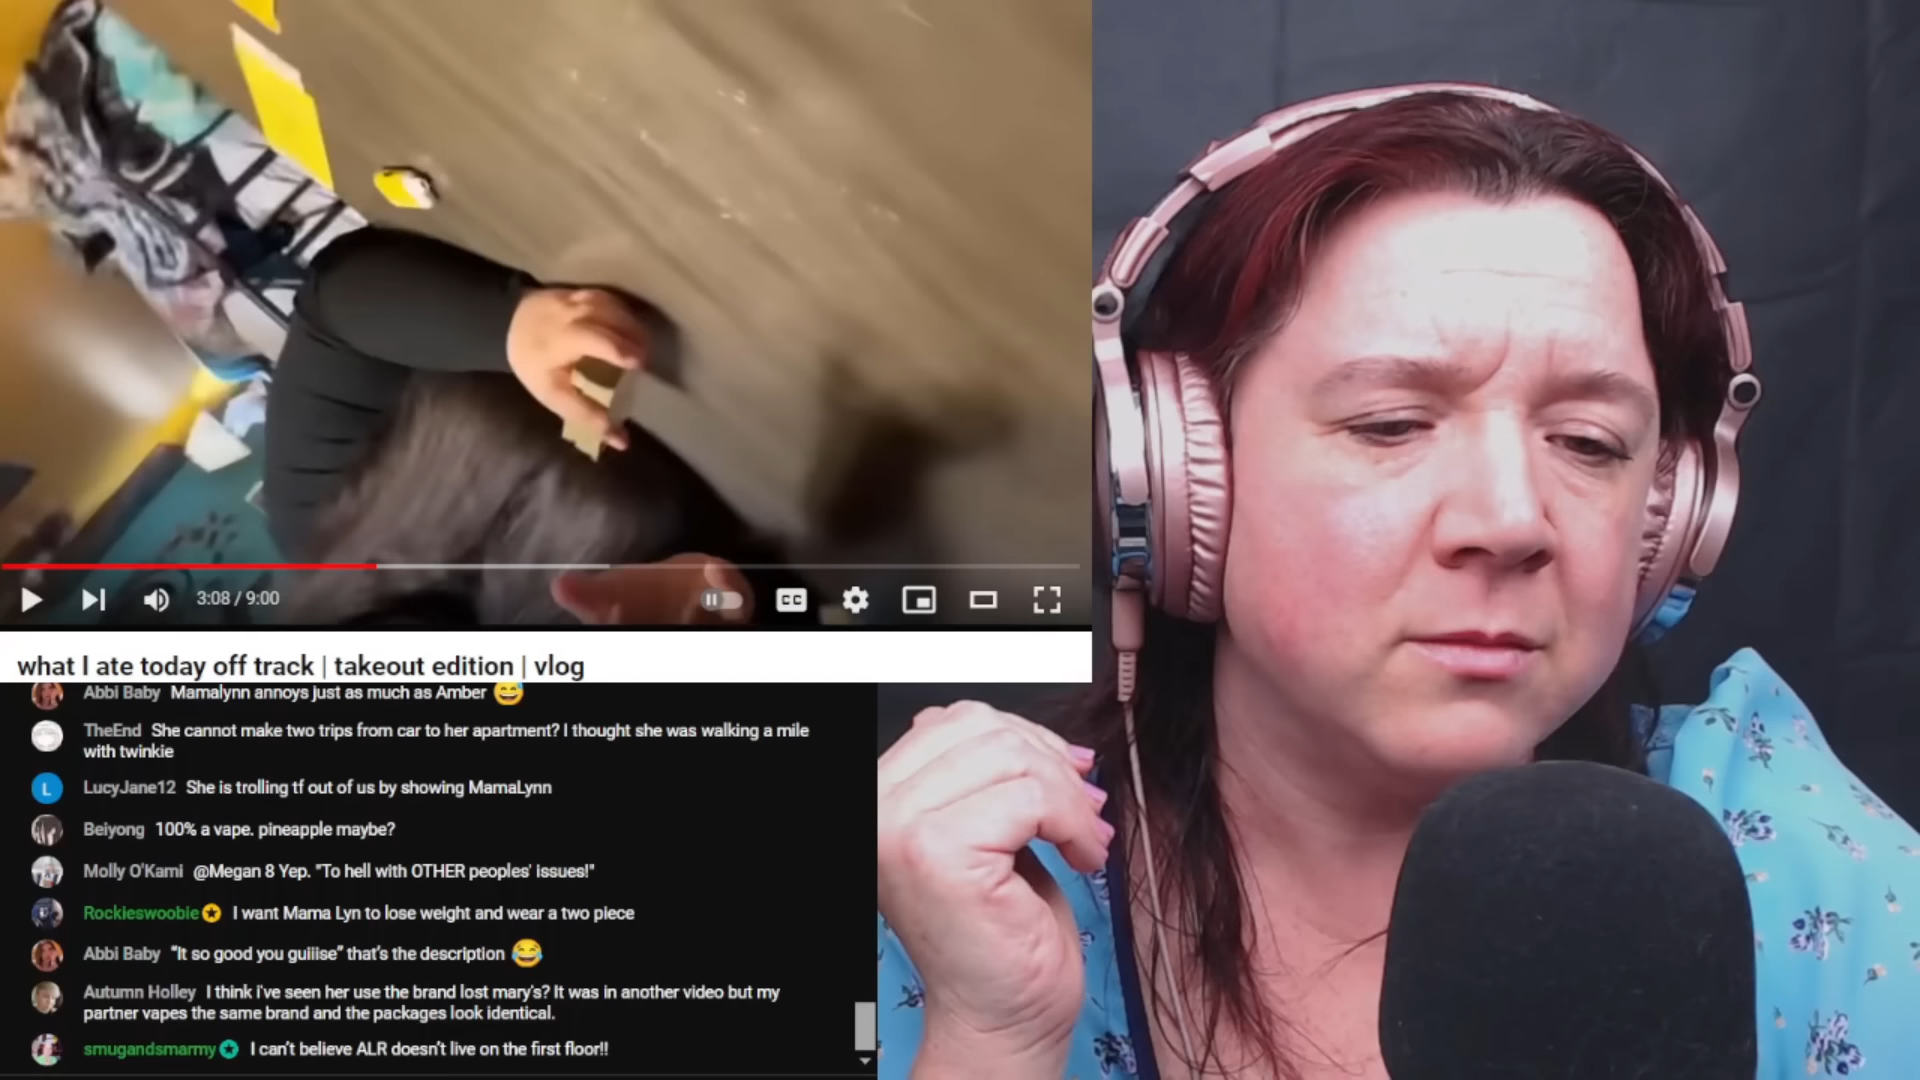 3:08 / 9:00
CC
what I ate today off track | takeout edition | vlog
Abbi Baby Mamalynn annoys just as much as Amber 😅
TheEnd She cannot make two trips from car to her apartment? I thought she was walking a mile
with twinkie
L LucyJane12 She is trolling tf out of us by showing MamaLynn
Beiyong 100% a vape. pineapple maybe?
Molly O'Kami @Megan 8 Yep. "To hell with OTHER peoples' issues!"
Rockieswoobie I want Mama Lyn to lose weight and wear a two piece
Abbi Baby “It so good you guiiise” that’s the description 😂
Autumn Holley I think i've seen her use the brand lost mary's? It was in another video but my
partner vapes the same brand and the packages look identical.
smugandsmarmy I can’t believe ALR doesn’t live on the first floor!!